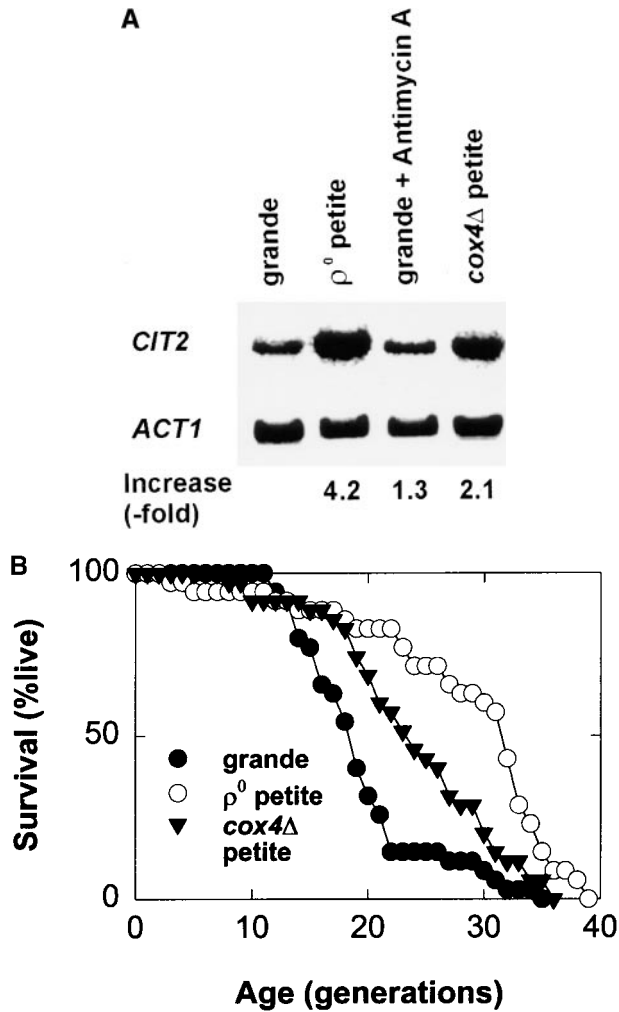 A
grande
ρ⁰ petite
grande + Antimycin A
cox4Δ petite
CIT2
ACT1
Increase
(-fold)
4.2 1.3 2.1
B
Survival (%live)
100
50
0
grande
ρ⁰ petite
cox4Δ
petite
0 10 20 30 40
Age (generations)